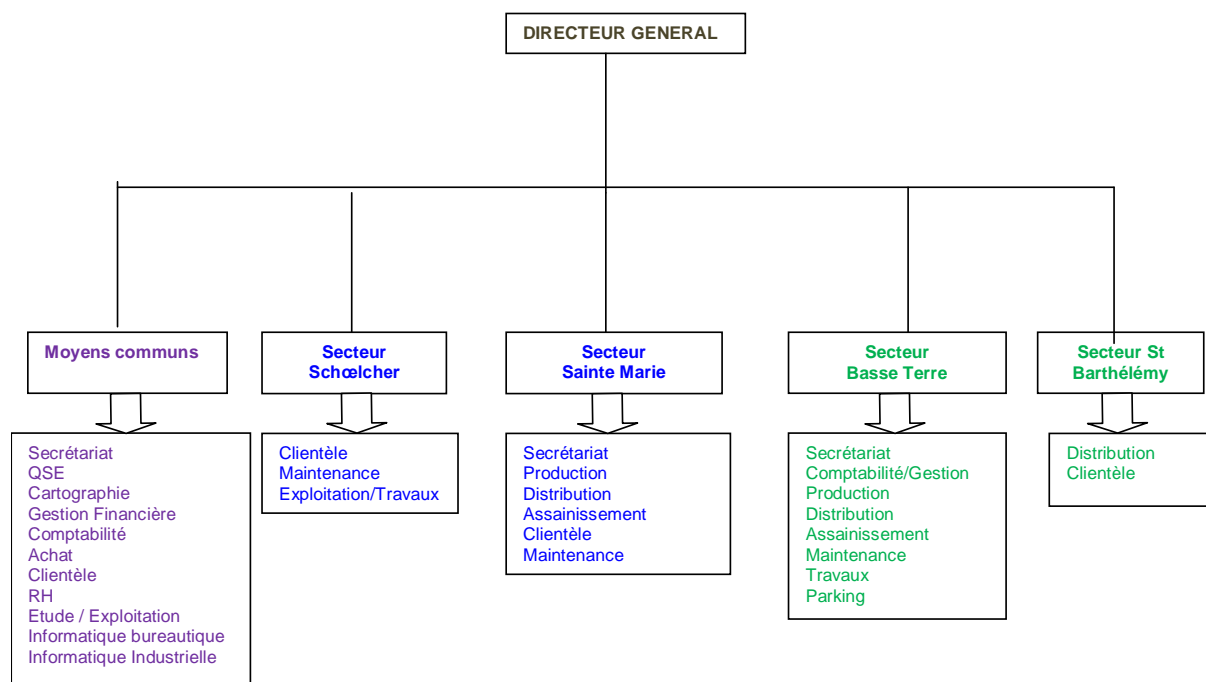 DIRECTEUR GENERAL
Moyens communs
Secrétariat
QSE
Cartographie
Gestion Financière
Comptabilité
Achat
Clientèle
RH
Etude / Exploitation
Informatique bureautique
Informatique Industrielle
Secteur
Schœlcher
Clientèle
Maintenance
Exploitation/Travaux
Secteur
Sainte Marie
Secrétariat
Production
Distribution
Assainissement
Clientèle
Maintenance
Secteur
Basse Terre
Secrétariat
Comptabilité/Gestion
Production
Distribution
Assainissement
Maintenance
Travaux
Parking
Secteur St
Barthélémy
Distribution
Clientèle